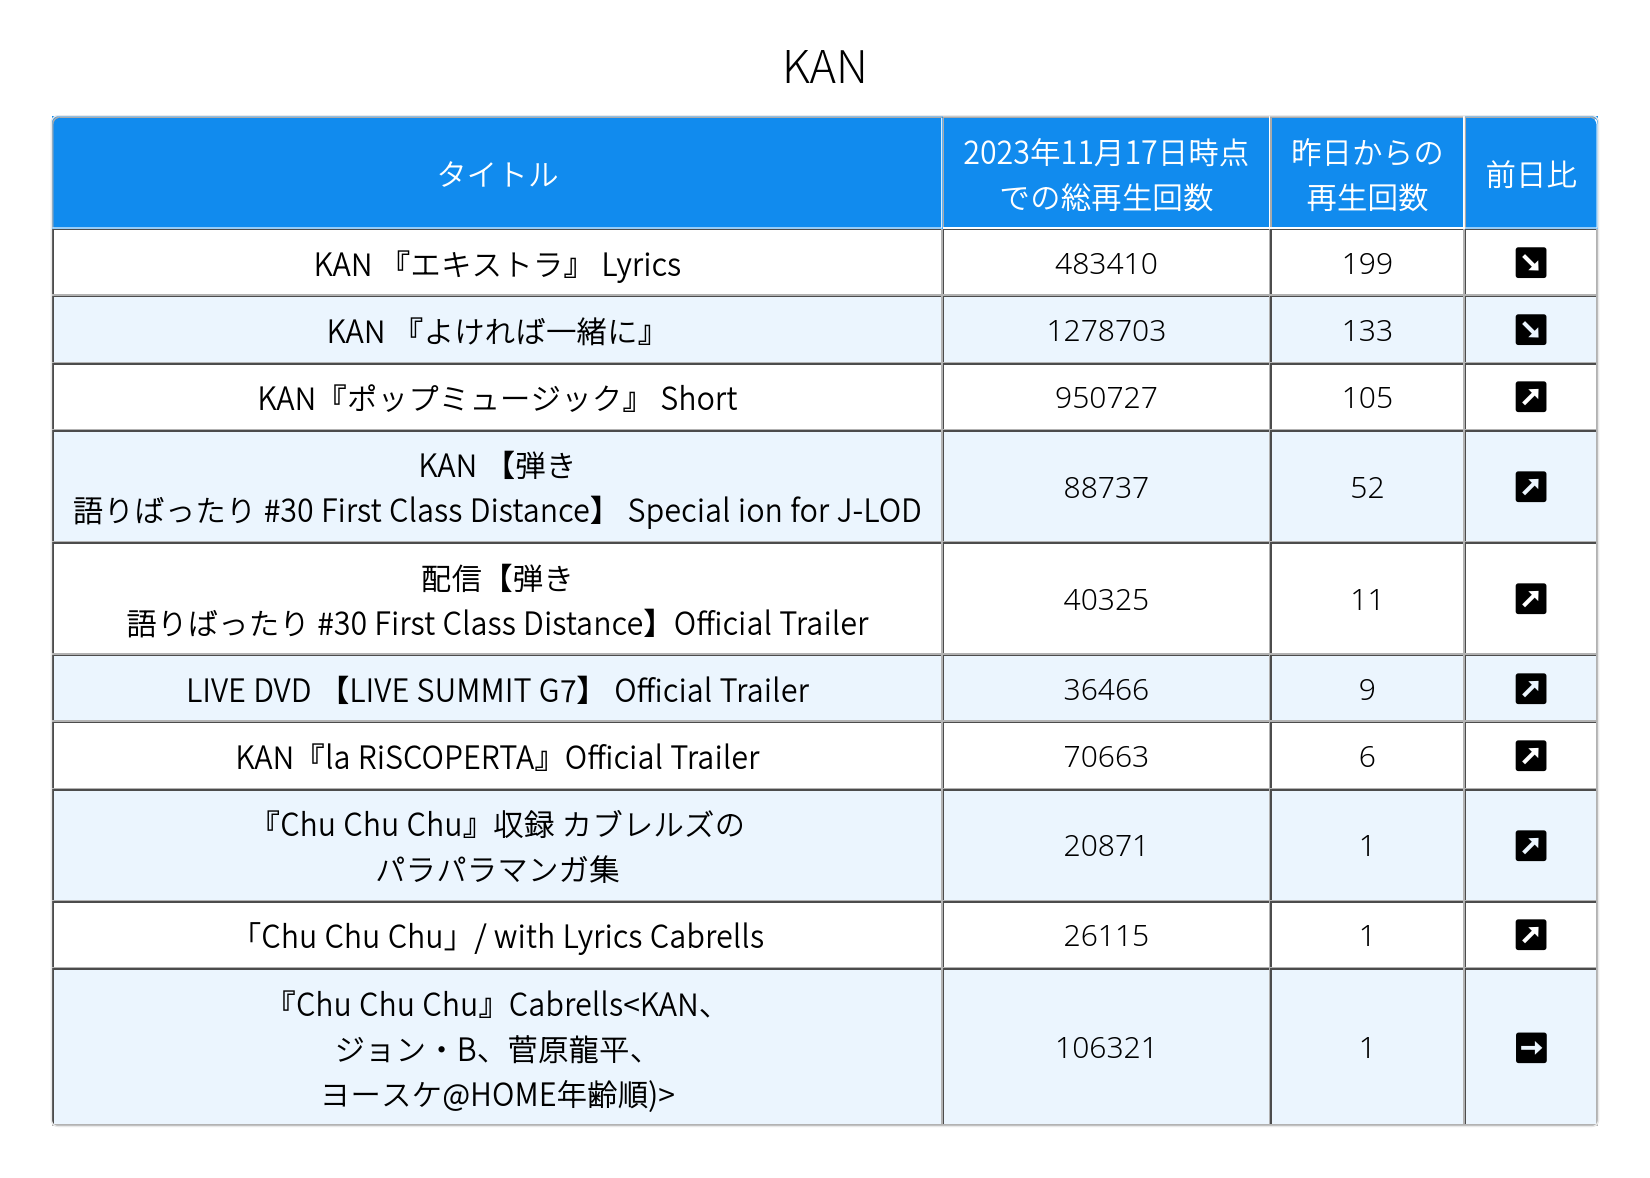 KAN
タイトル
2023年11月17日時点
での総再生回数
昨日からの
再生回数
前日比
KAN 『エキストラ』 Lyrics
483410
199
KAN 『よければ一緒に』
1278703
133
KAN『ポップミュージック』 Short
950727
105
KAN 【弾き
語りばったり #30 First Class Distance】 Special ion for J-LOD
88737
52
配信【弾き
語りばったり #30 First Class Distance】Official Trailer
40325
11
LIVE DVD 【LIVE SUMMIT G7】 Official Trailer
36466
9
KAN『la RiSCOPERTA』Official Trailer
70663
6
『Chu Chu Chu』収録 カブレルズの
パラパラマンガ集
20871
1
「Chu Chu Chu」/ with Lyrics Cabrells
26115
1
『Chu Chu Chu』Cabrells<KAN、
ジョン・B、菅原龍平、
ヨースケ@HOME年齢順)>
106321
1